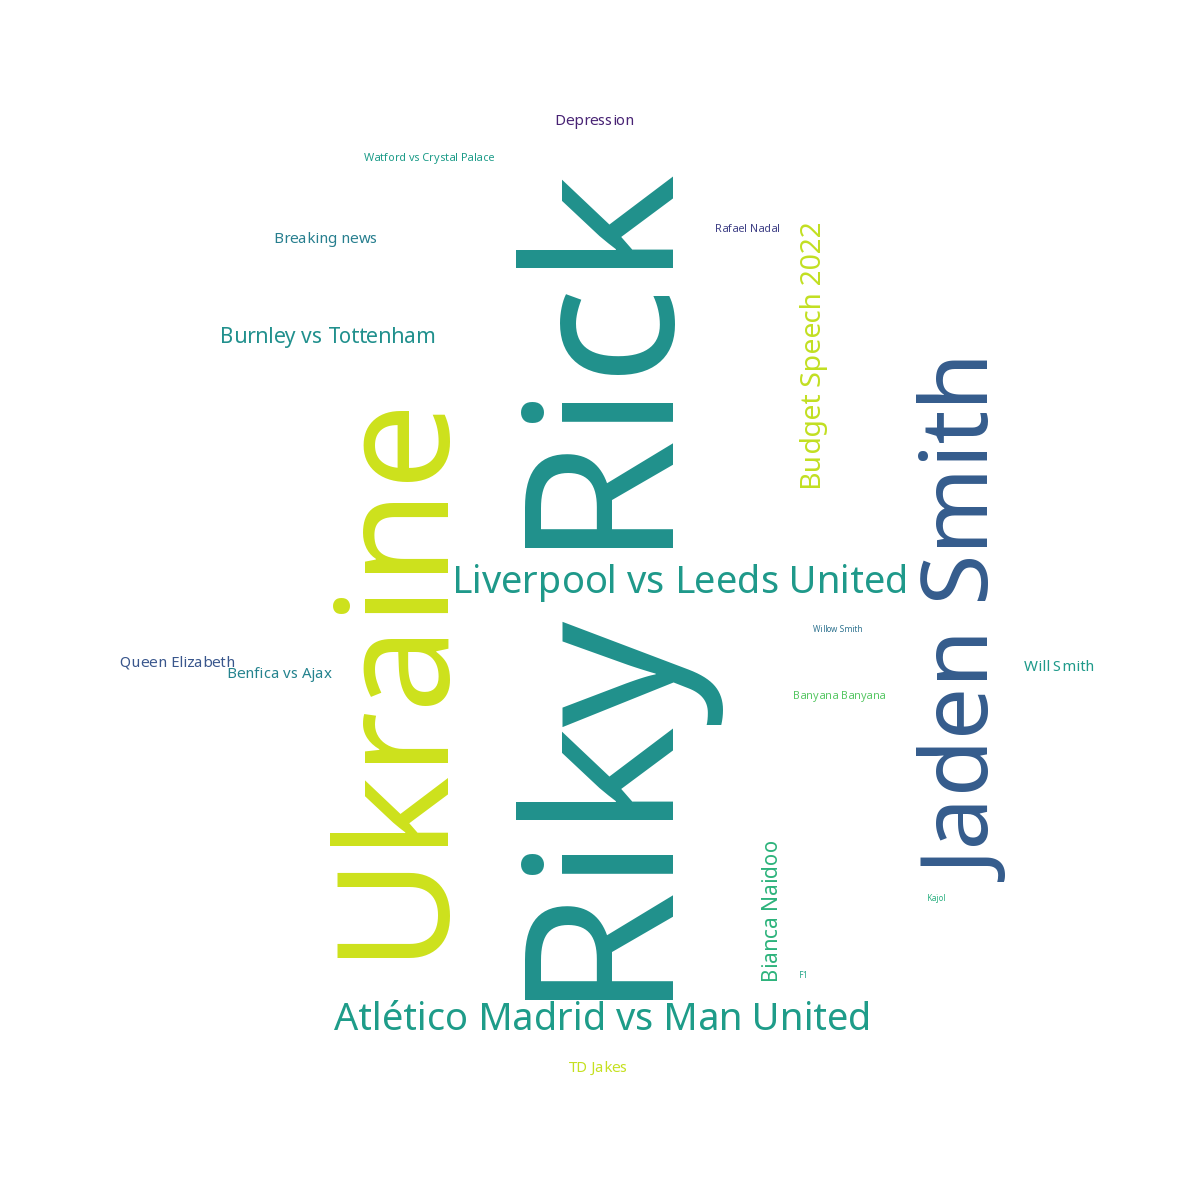 Depression
Watford vs Crystal Palace
Rafael Nadal
Breaking news
Budget Speech 2022
Burnley vs Tottenham
Ukraine
Riky Rick
Jaden Smith
Liverpool vs Leeds United
Willow Smith
Queen Elizabeth
Benfica vs Ajax
Will Smith
Banyana Banyana
Bianca Naidoo
Kajol
F1
Atlético Madrid vs Man United
TD Jakes